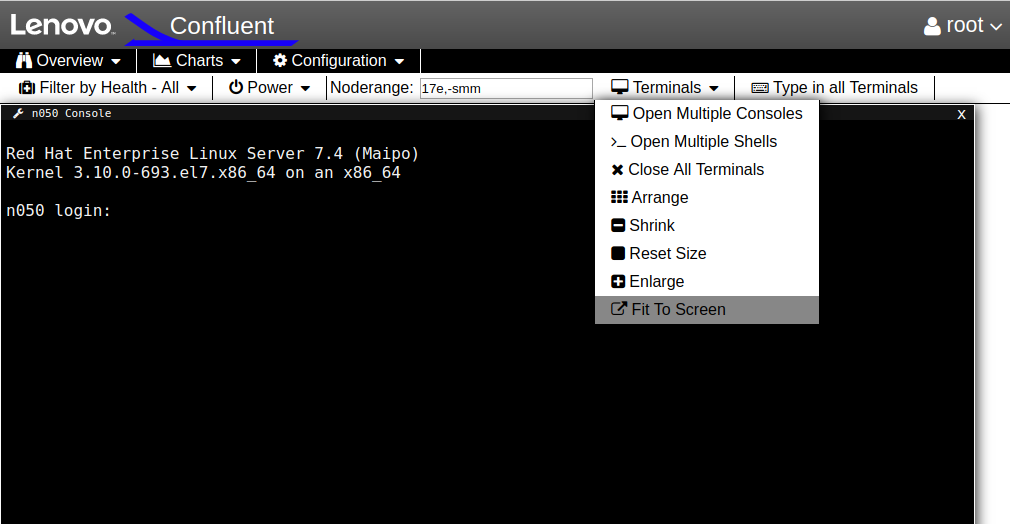 Lenovo Confluent root
Overview Charts Configuration
Filter by Health - All Power Noderange: 17e,-smm Terminals Type in all Terminals
n050 Console X
Open Multiple Consoles
>_ Open Multiple Shells
Close All Terminals
Arrange
Shrink
Reset Size
Enlarge
Fit To Screen
Red Hat Enterprise Linux Server 7.4 (Maipo)
Kernel 3.10.0-693.el7.x86_64 on an x86_64
n050 login: